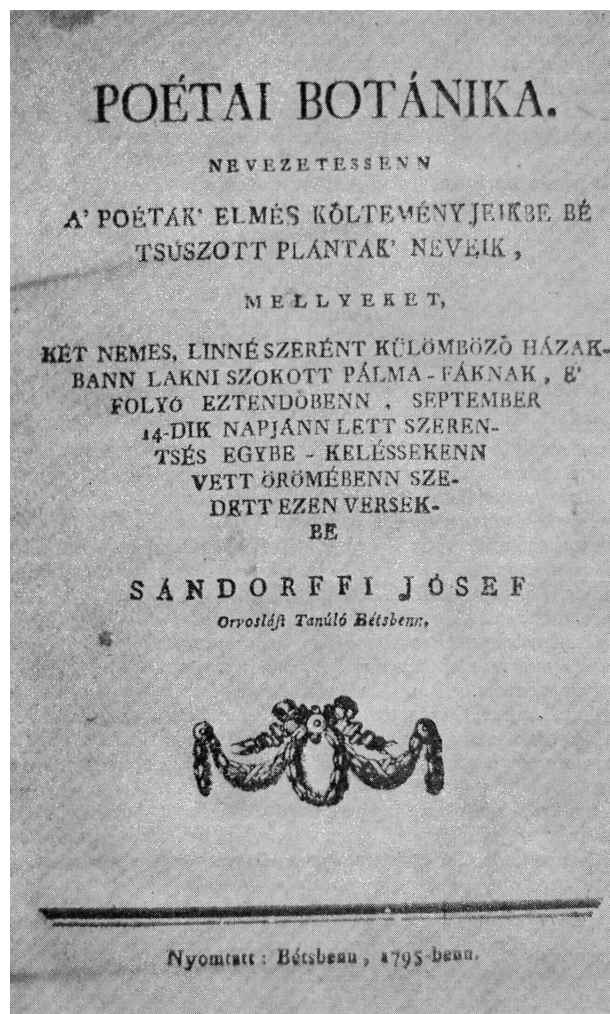 POÉTAI BOTÁNIKA.
NEVEZETESSENN
A' POÉTÁK' ELMÉS KÖLTEMÉNYJEIKBE BÉ
TSÚSZOTT PLÁNTÁK' NEVEIK,
MELLYEKET,
KÉT NEMES, LINNÉ SZERÉNT KÜLÖMBÖZÖ HÁZAK-
BANN LAKNI SZOKOTT PÁLMA-FÁKNAK, E'
FOLYÓ EZTENDÖBENN, SEPTEMBER
14-DIK NAPJÁNN LETT SZEREN-
TSÉS EGYBE-KELÉSSEKENN
VETT ÖRÖMÉBENN SZE-
DETT EZEN VERSEK-
BE
SÁNDORFFI JÓSEF
Orvoslást Tanúló Bétsbenn,
Nyomtatt: Bétsbenn, 1795-benn.